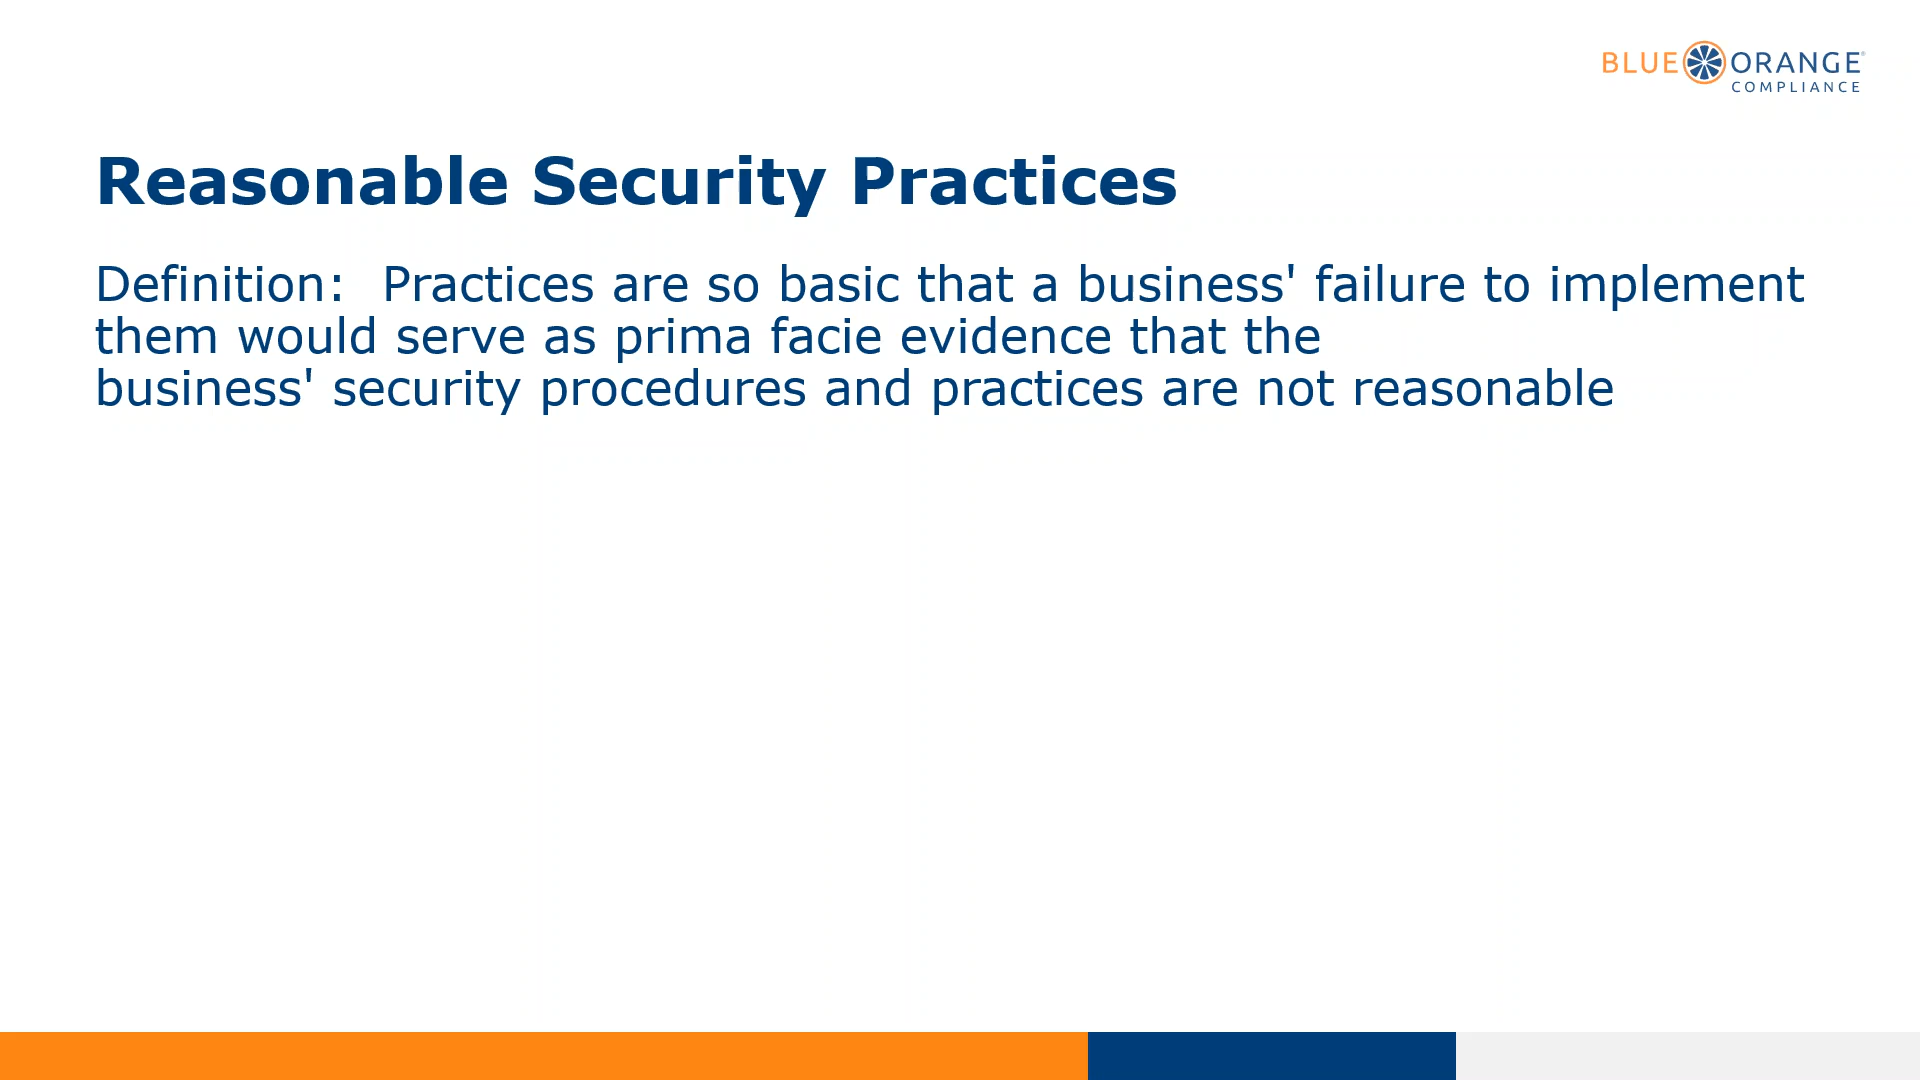 BLUE ORANGE®
COMPLIANCE
Reasonable Security Practices
Definition:  Practices are so basic that a business' failure to implement
them would serve as prima facie evidence that the
business' security procedures and practices are not reasonable